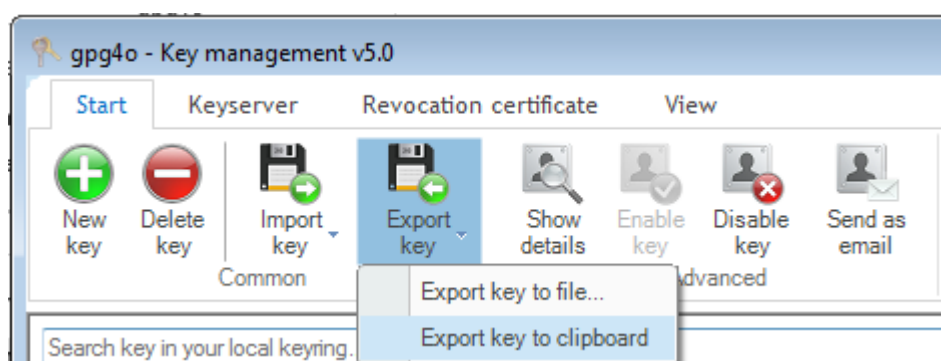 gpg4o - Key management v5.0
Start Keyserver Revocation certificate View
New key
Delete key
Import key
Export key
Show details
Enable key
Disable key
Send as email
Common
Export key to file...
Export key to clipboard
Search key in your local keyring.